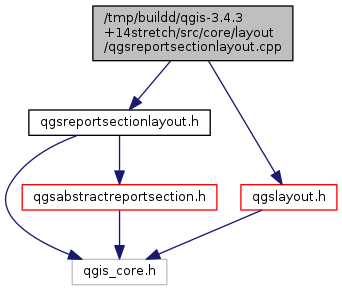 /tmp/buildd/qgis-3.4.3
+14stretch/src/core/layout
/qgsreportsectionlayout.cpp
qgsreportsectionlayout.h
qgsabstractreportsection.h
qgslayout.h
qgis_core.h